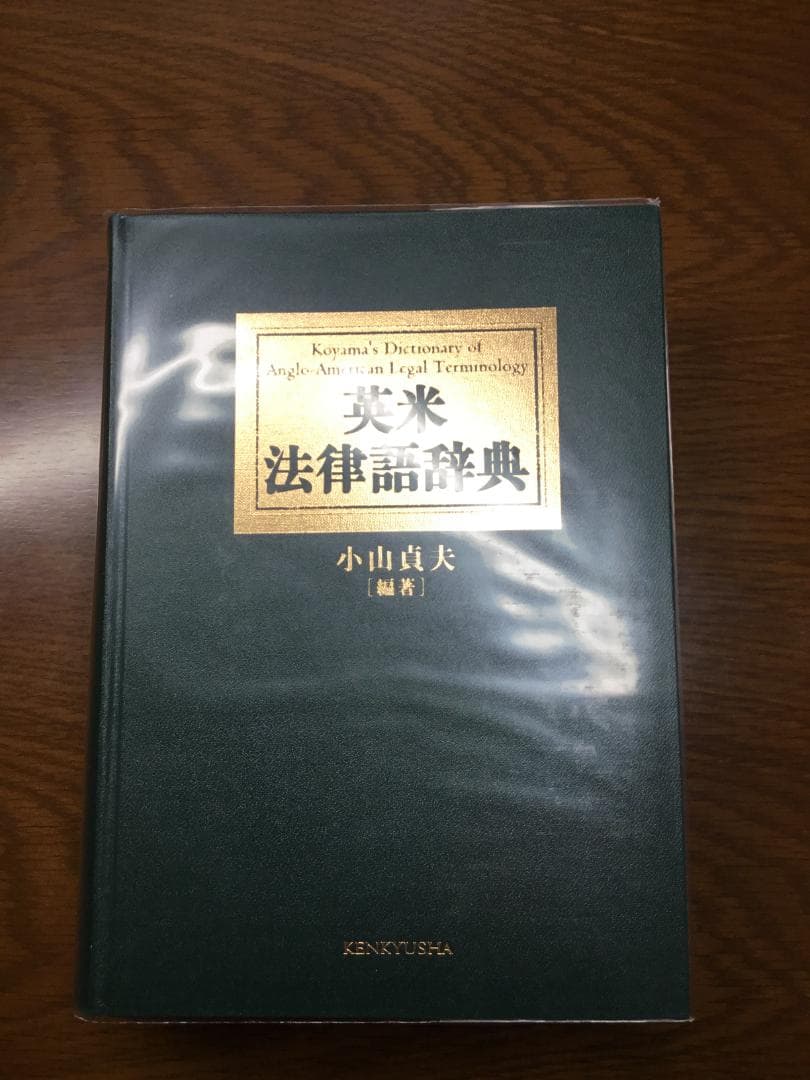 Koyama's Dictionary of
Anglo-American Legal Terminology
英米
法律語辞典
小山貞夫
[編著]
KENKYUSHA